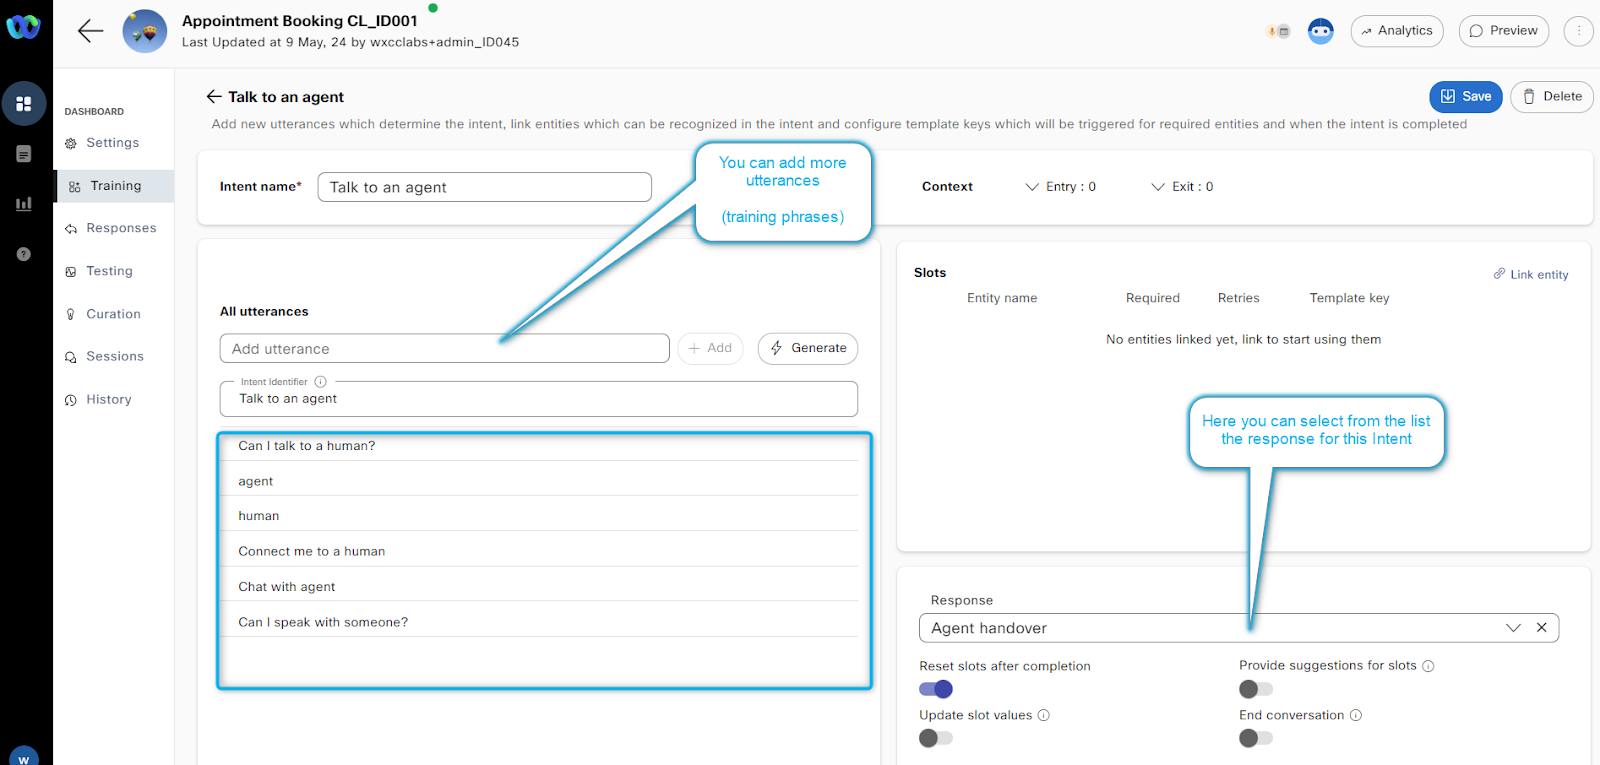 Appointment Booking CL_ID001
Last Updated at 9 May, 24 by wxcclabs+admin_ID045
Analytics
Preview
DASHBOARD
Settings
Training
Responses
Testing
Curation
Sessions
History
?
W
Talk to an agent
Save
Delete
Add new utterances which determine the intent, link entities which can be recognized in the intent and configure template keys which will be triggered for required entities and when the intent is completed
Intent name*
Talk to an agent
You can add more
utterances
(training phrases)
Context
Entry : 0
Exit : 0
All utterances
Add utterance
+ Add
Generate
Intent Identifier
Talk to an agent
Can I talk to a human?
agent
human
Connect me to a human
Chat with agent
Can I speak with someone?
Slots
Link entity
Entity name Required Retries Template key
No entities linked yet, link to start using them
Here you can select from the list
the response for this Intent
Response
Agent handover
Reset slots after completion
Provide suggestions for slots
Update slot values
End conversation